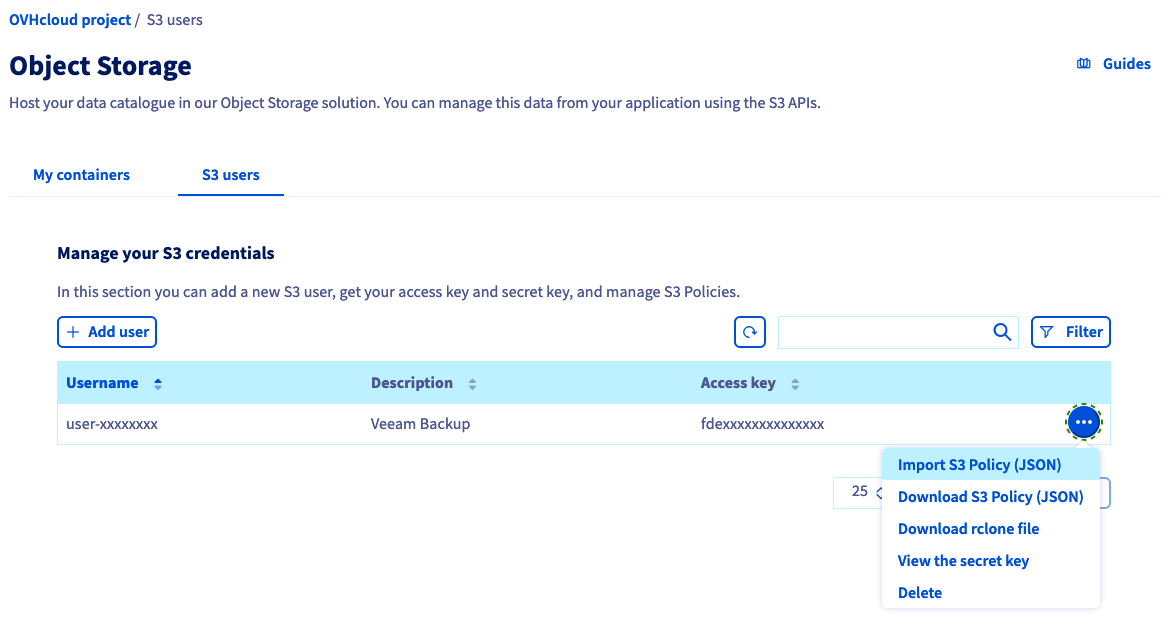 OVHcloud project / S3 users
Object Storage
Guides
Host your data catalogue in our Object Storage solution. You can manage this data from your application using the S3 APIs.
My containers
S3 users
Manage your S3 credentials
In this section you can add a new S3 user, get your access key and secret key, and manage S3 Policies.
+ Add user
Filter
Username
Description
Access key
user-xxxxxxxx
Veeam Backup
fdexxxxxxxxxxxxxx
Import S3 Policy (JSON)
25
Download S3 Policy (JSON)
Download rclone file
View the secret key
Delete